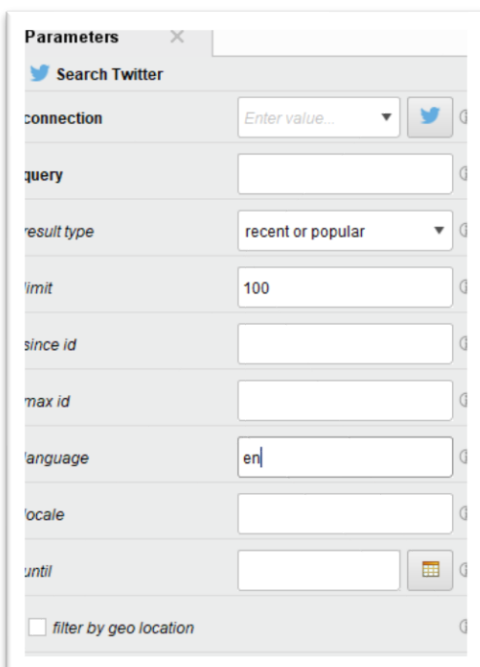 Parameters
Search Twitter
connection Enter value...
query
result type recent or popular
limit 100
since id
max id
language en
locale
until
filter by geo location